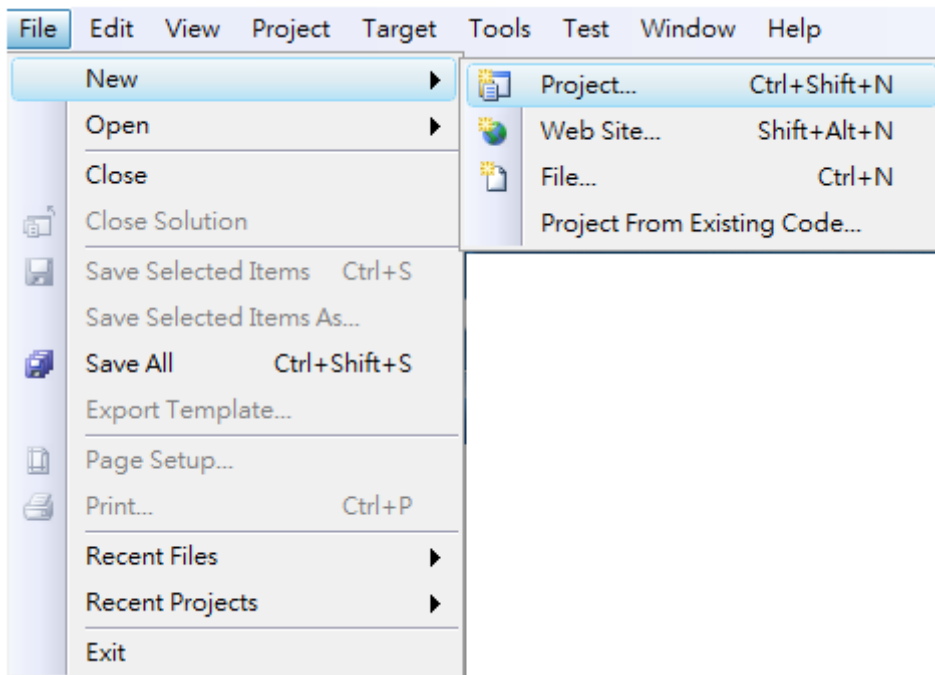 File Edit View Project Target Tools Test Window Help
New
Open
Close
Close Solution
Save Selected Items Ctrl+S
Save Selected Items As...
Save All Ctrl+Shift+S
Export Template...
Page Setup...
Print... Ctrl+P
Recent Files
Recent Projects
Exit
Project... Ctrl+Shift+N
Web Site... Shift+Alt+N
File... Ctrl+N
Project From Existing Code...